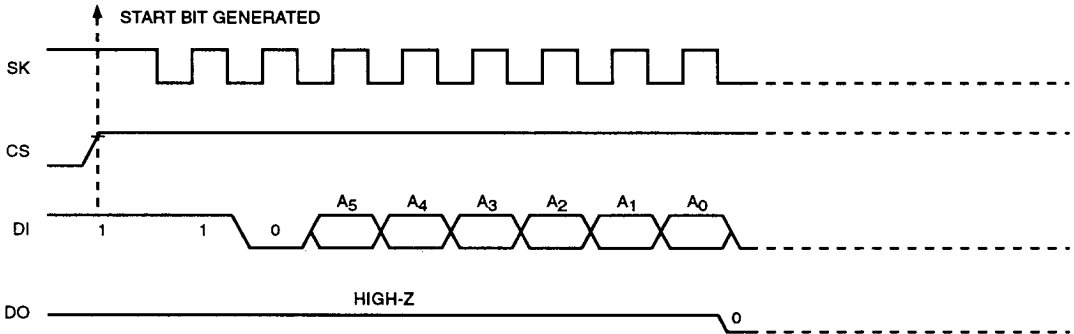 START BIT GENERATED
SK
CS
A5 A4 A3 A2 A1 A0
DI 1 1 0
HIGH-Z
DO 0